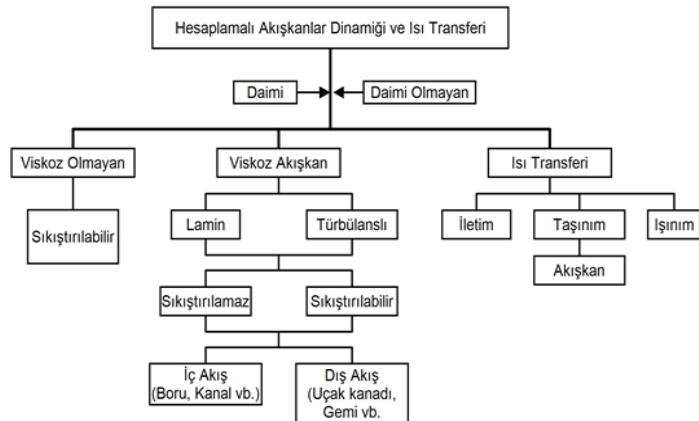 Hesaplamalı Akışkanlar Dinamiği ve Isı Transferi
Daimi
Daimi Olmayan
Viskoz Olmayan
Viskoz Akışkan
Isı Transferi
Sıkıştırılabilir
Lamin
Türbülanslı
İletim
Taşınım
Işınım
Akışkan
Sıkıştırılamaz
Sıkıştırılabilir
İç Akış
(Boru, Kanal vb.)
Dış Akış
(Uçak kanadı,
Gemi vb.